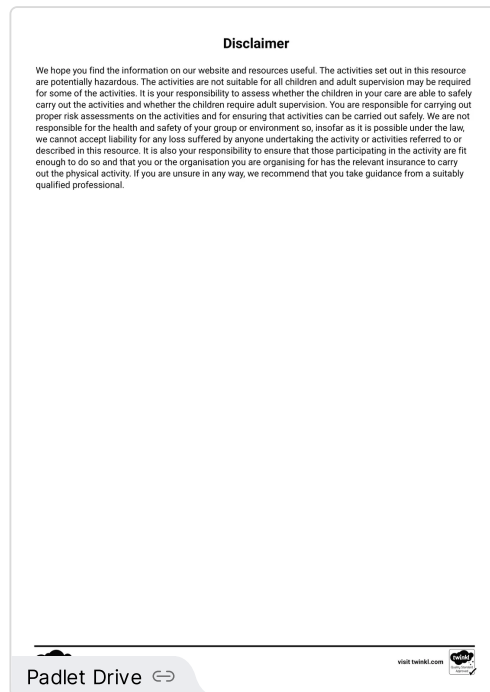 Disclaimer
We hope you find the information on our website and resources useful. The activities set out in this resource
are potentially hazardous. The activities are not suitable for all children and adult supervision may be required
for some of the activities. It is your responsibility to assess whether the children in your care are able to safely
carry out the activities and whether the children require adult supervision. You are responsible for carrying out
proper risk assessments on the activities and for ensuring that activities can be carried out safely. We are not
responsible for the health and safety of your group or environment so, insofar as it is possible under the law,
we cannot accept liability for any loss suffered by anyone undertaking the activity or activities referred to or
described in this resource. It is also your responsibility to ensure that those participating in the activity are fit
enough to do so and that you or the organisation you are organising for has the relevant insurance to carry
out the physical activity. If you are unsure in any way, we recommend that you take guidance from a suitably
qualified professional.
visit twinkl.com
twinkl
Quality Standard
Approved
Padlet Drive